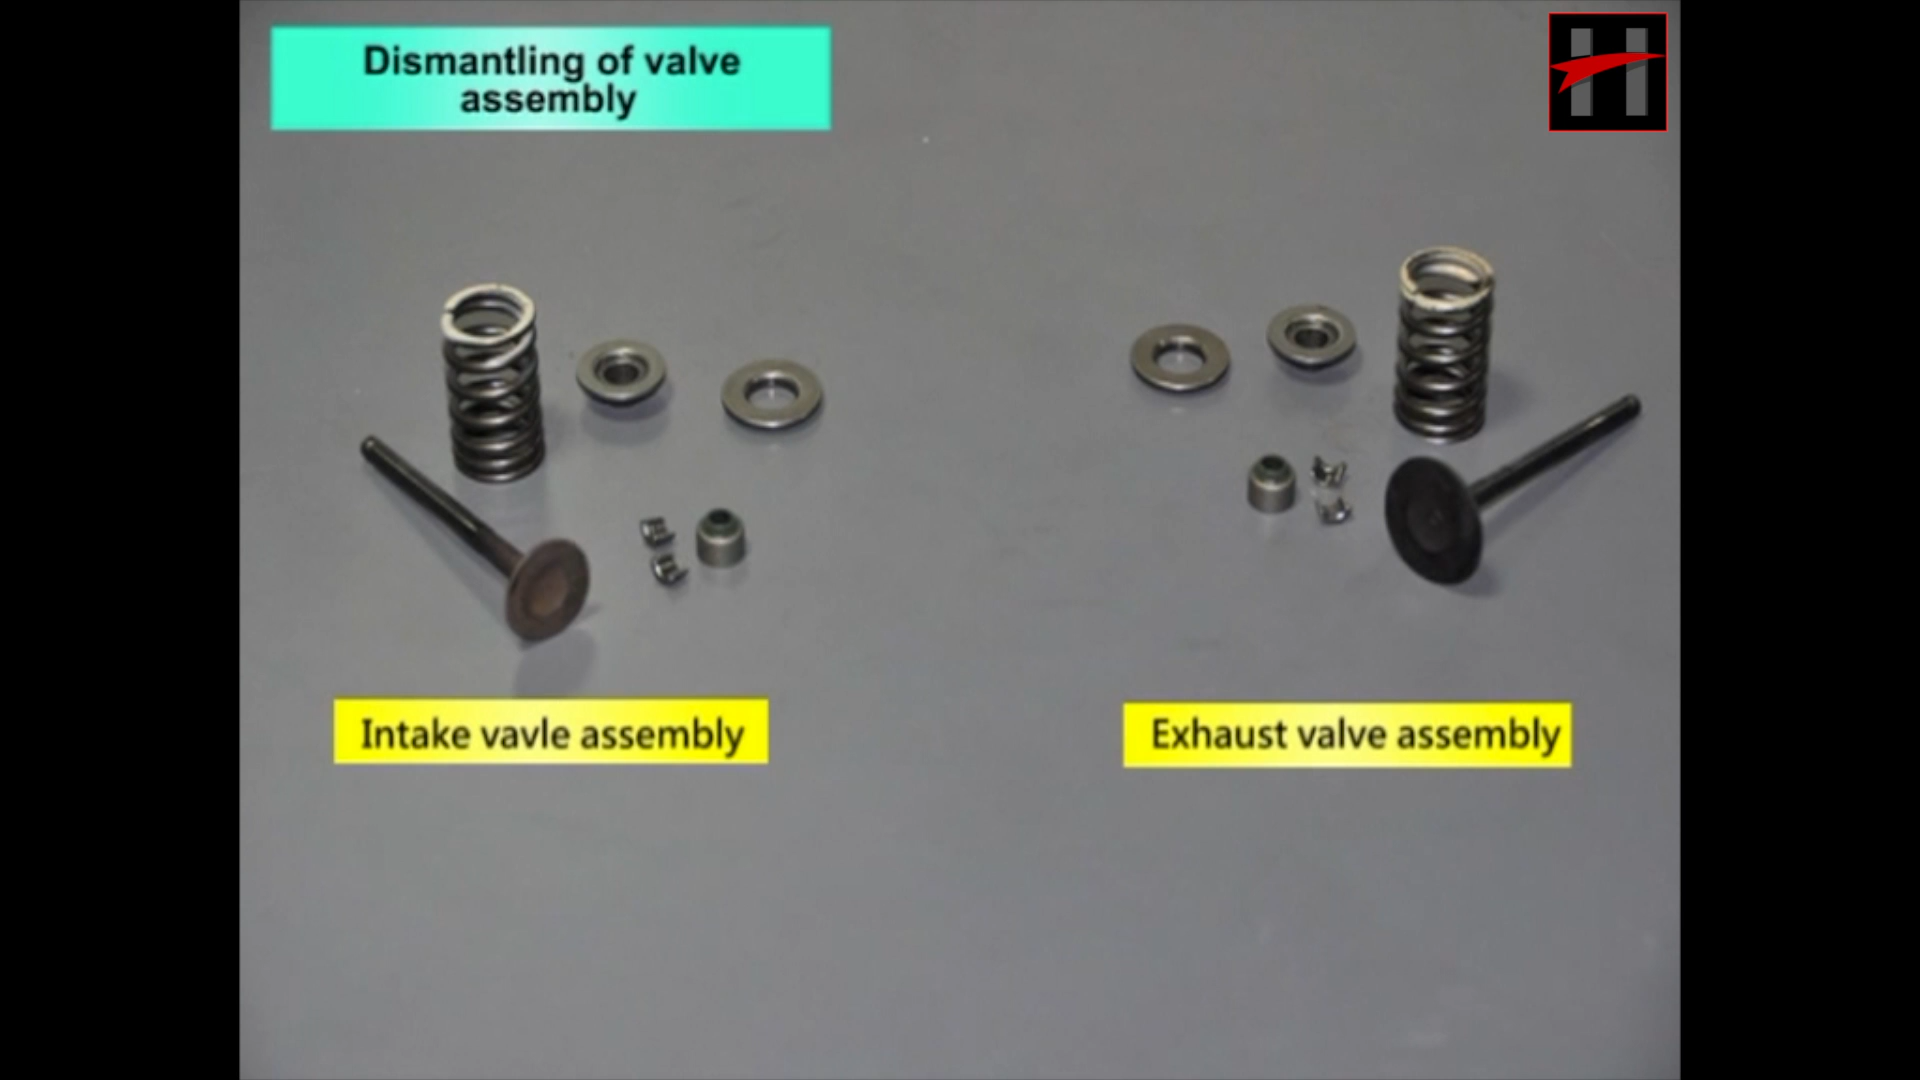 Dismantling of valve
assembly
Intake vavle assembly
Exhaust valve assembly